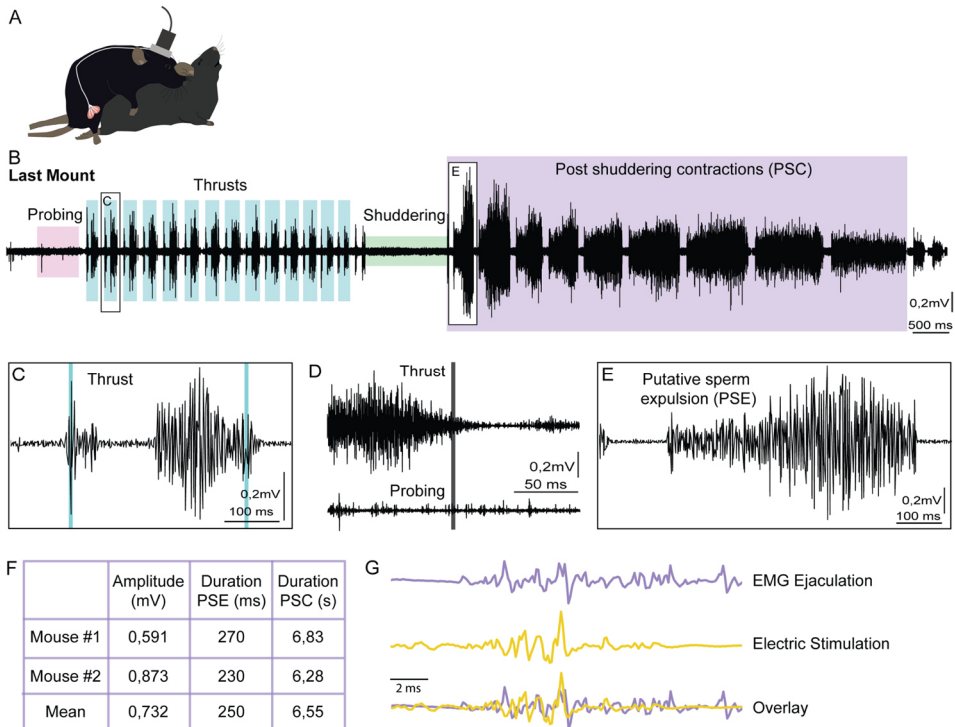 A
B
Last Mount
Probing
Thrusts
C
Shuddering
E
Post shuddering contractions (PSC)
0,2mV
500 ms
C
Thrust
0,2mV
100 ms
D
Thrust
0,2mV
50 ms
Probing
E
Putative sperm
expulsion (PSE)
0,2mV
100 ms
F
Amplitude
(mV)
Duration
PSE (ms)
Duration
PSC (s)
Mouse #1
0,591
270
6,83
Mouse #2
0,873
230
6,28
Mean
0,732
250
6,55
G
EMG Ejaculation
Electric Stimulation
2 ms
Overlay